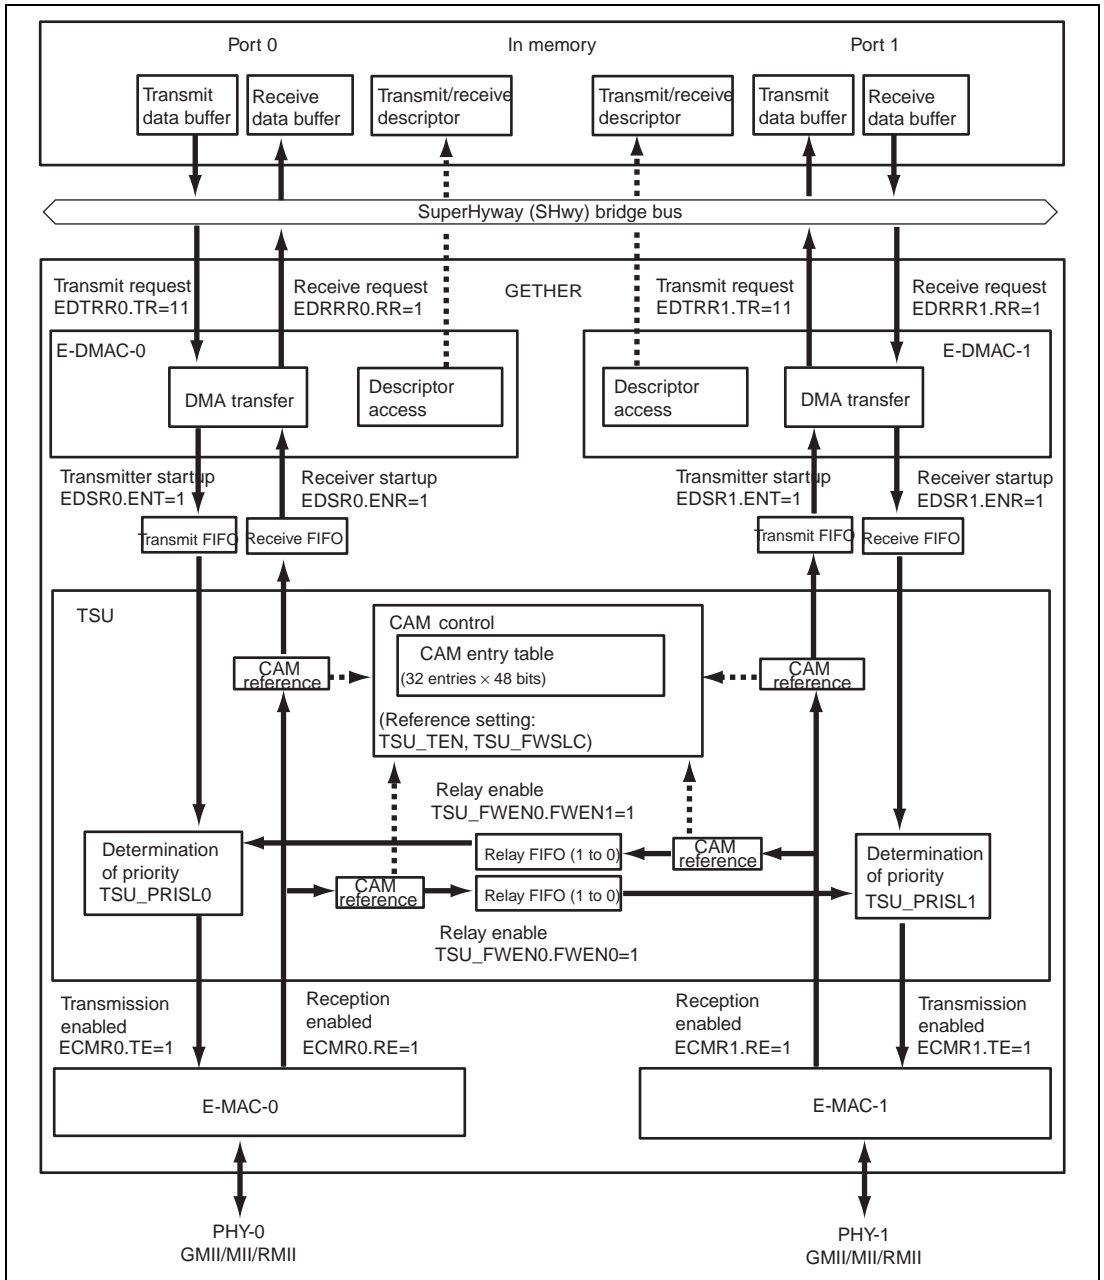 Port 0
In memory
Port 1
Transmit
data buffer
Receive
data buffer
Transmit/receive
descriptor
Transmit/receive
descriptor
Transmit
data buffer
Receive
data buffer
SuperHyway (SHwy) bridge bus
Transmit request
EDTRR0.TR=11
Receive request
EDRRR0.RR=1
GETHER
Transmit request
EDTRR1.TR=11
Receive request
EDRRR1.RR=1
E-DMAC-0
E-DMAC-1
DMA transfer
Descriptor
access
Descriptor
access
DMA transfer
Transmitter startup
EDSR0.ENT=1
Receiver startup
EDSR0.ENR=1
Transmitter startup
EDSR1.ENT=1
Receiver startup
EDSR1.ENR=1
Transmit FIFO
Receive FIFO
Transmit FIFO
Receive FIFO
TSU
CAM control
CAM entry table
(32 entries × 48 bits)
CAM
reference
CAM
reference
(Reference setting:
TSU_TEN, TSU_FWSLC)
Relay enable
TSU_FWEN0.FWEN1=1
Determination
of priority
TSU_PRISL0
Relay FIFO (1 to 0)
CAM
reference
Determination
of priority
TSU_PRISL1
CAM
reference
Relay FIFO (1 to 0)
Relay enable
TSU_FWEN0.FWEN0=1
Transmission
enabled
ECMR0.TE=1
Reception
enabled
ECMR0.RE=1
Reception
enabled
ECMR1.RE=1
Transmission
enabled
ECMR1.TE=1
E-MAC-0
E-MAC-1
PHY-0
GMII/MII/RMII
PHY-1
GMII/MII/RMII